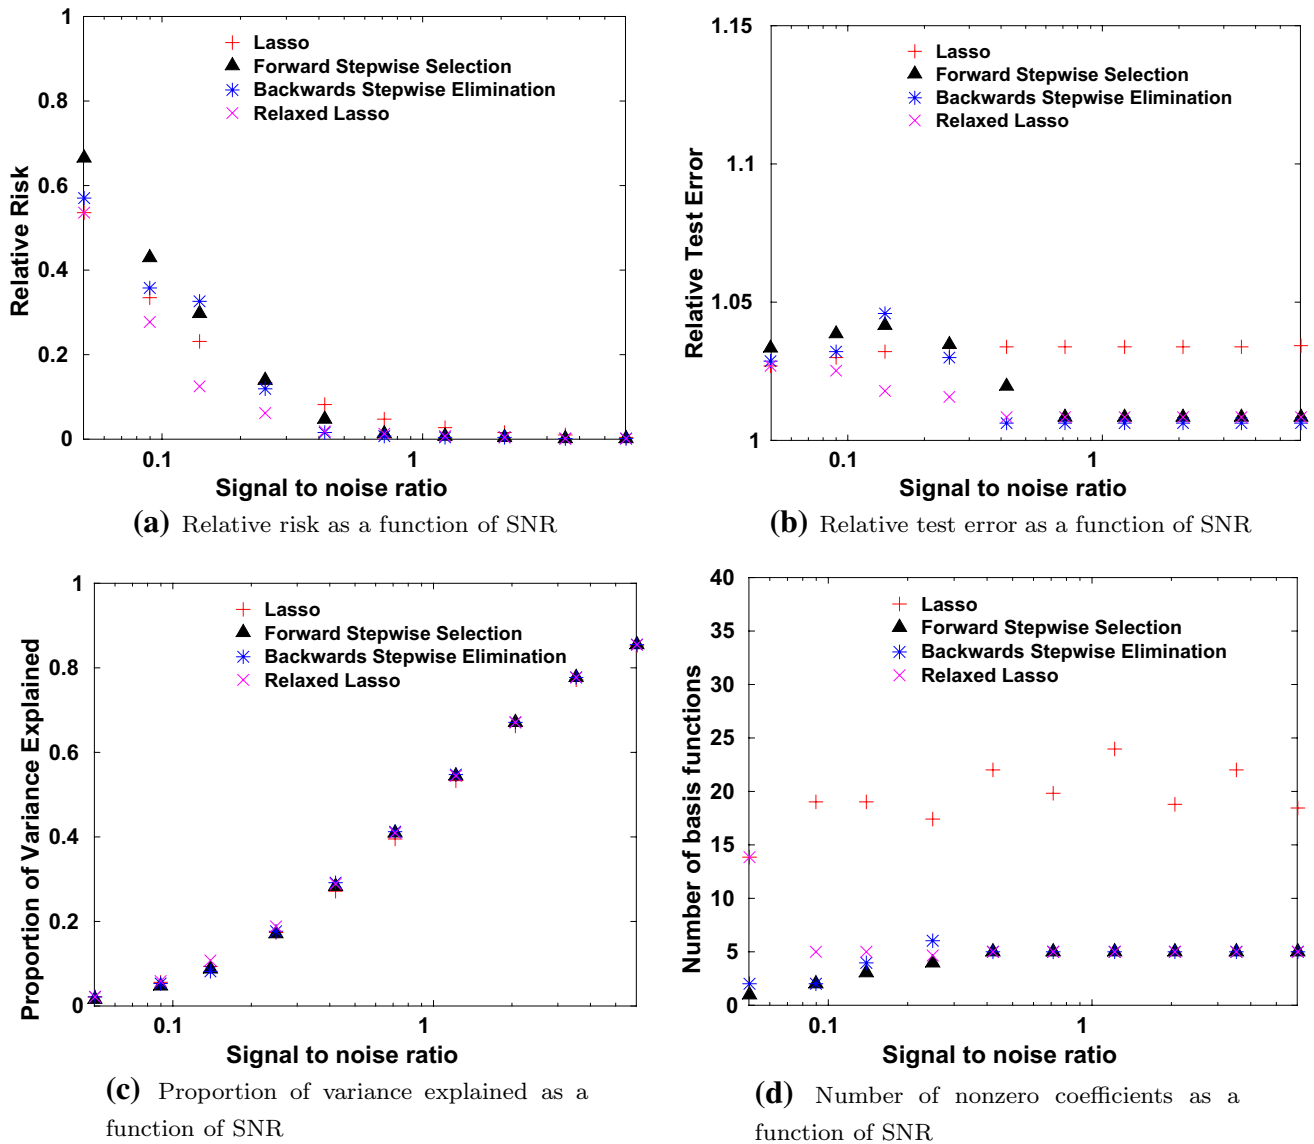 1
0.8
0.6
0.4
0.2
0
0.1
1
Relative Risk
Signal to noise ratio
Lasso
Forward Stepwise Selection
Backwards Stepwise Elimination
Relaxed Lasso
(a) Relative risk as a function of SNR
1.15
1.1
1.05
1
0.1
1
Relative Test Error
Signal to noise ratio
Lasso
Forward Stepwise Selection
Backwards Stepwise Elimination
Relaxed Lasso
(b) Relative test error as a function of SNR
1
0.8
0.6
0.4
0.2
0
0.1
1
Proportion of Variance Explained
Signal to noise ratio
Lasso
Forward Stepwise Selection
Backwards Stepwise Elimination
Relaxed Lasso
(c) Proportion of variance explained as a
function of SNR
40
35
30
25
20
15
10
5
0
0.1
1
Number of basis functions
Signal to noise ratio
Lasso
Forward Stepwise Selection
Backwards Stepwise Elimination
Relaxed Lasso
(d) Number of nonzero coefficients as a
function of SNR